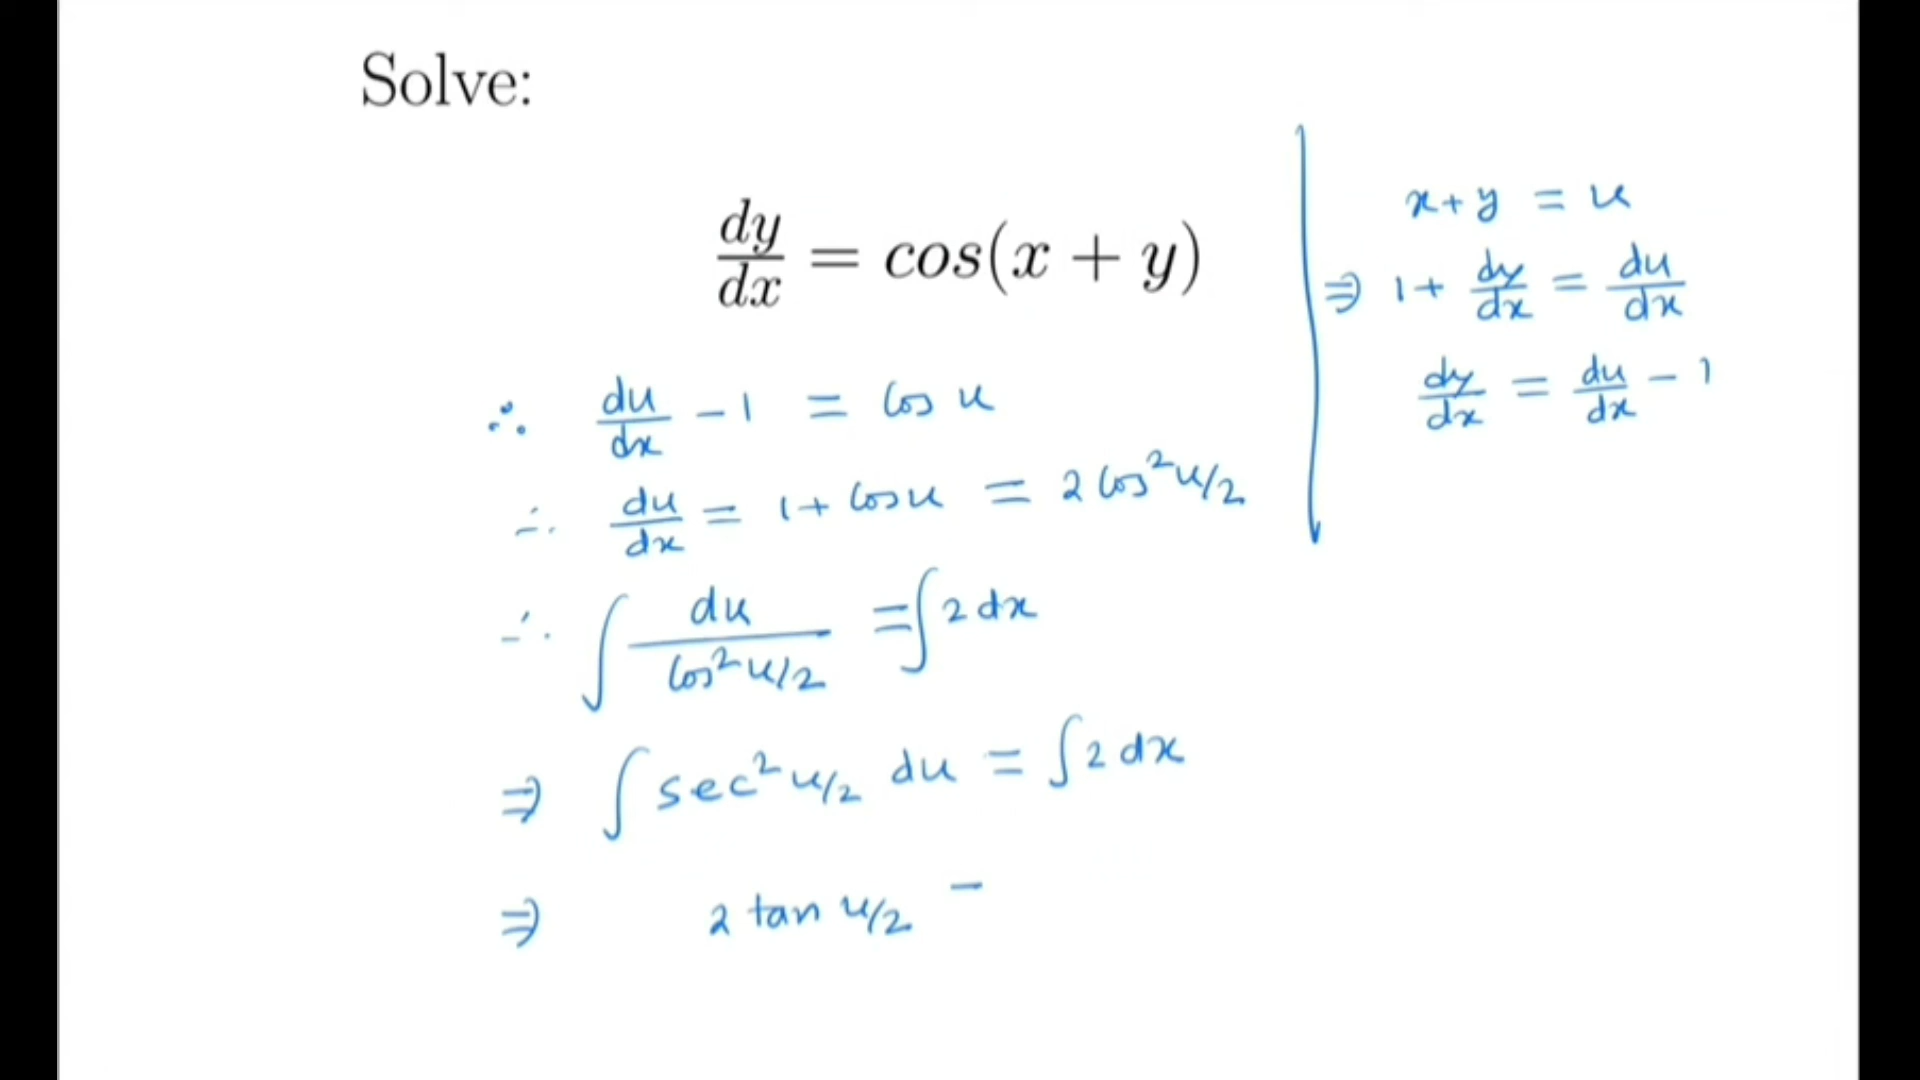 Solve:
dy/dx = cos(x + y)
x + y = u
⇒ 1 + dy/dx = du/dx
dy/dx = du/dx - 1
∴ du/dx - 1 = cos u
∴ du/dx = 1 + cos u = 2 cos² u/2
∴ ∫ du / cos² u/2 = ∫ 2 dx
⇒ ∫ sec² u/2 du = ∫ 2 dx
⇒ 2 tan u/2 -